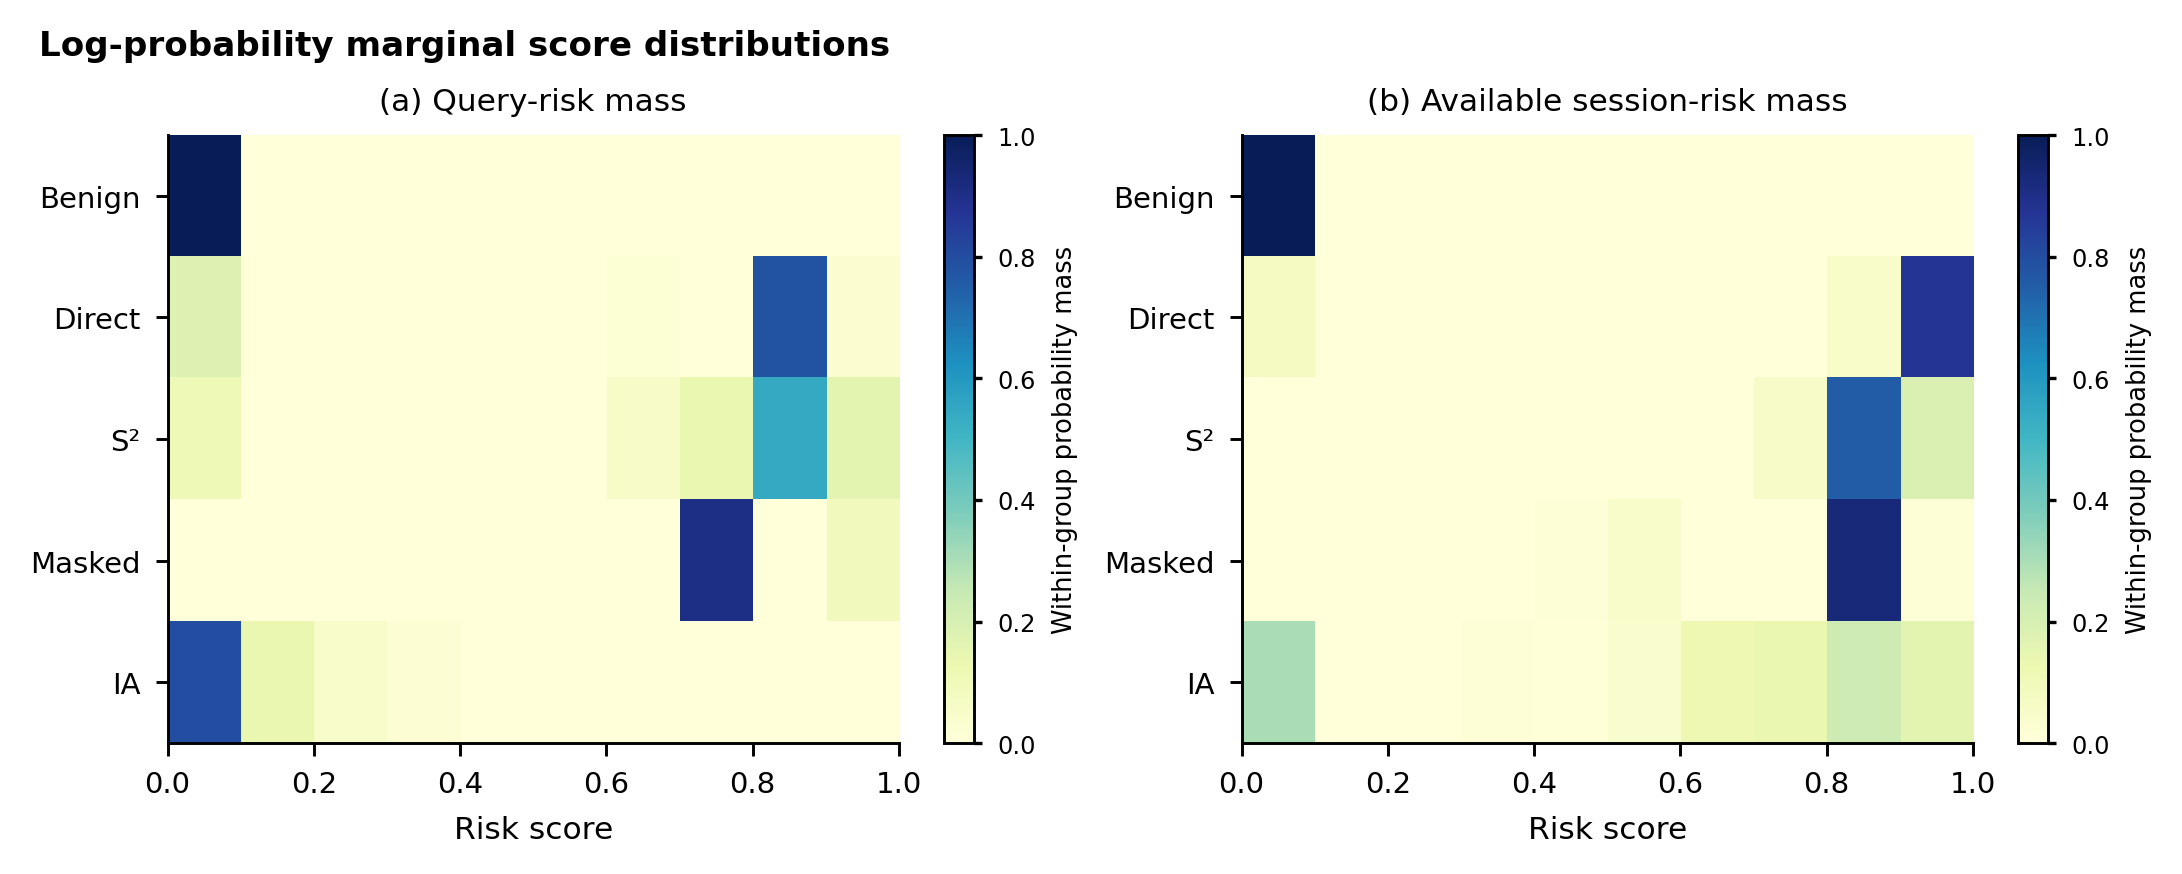 Log-probability marginal score distributions
(a) Query-risk mass
Benign
Direct
S²
Masked
IA
0.0 0.2 0.4 0.6 0.8 1.0
Risk score
1.0
0.8
0.6
0.4
0.2
0.0
Within-group probability mass
(b) Available session-risk mass
Benign
Direct
S²
Masked
IA
0.0 0.2 0.4 0.6 0.8 1.0
Risk score
1.0
0.8
0.6
0.4
0.2
0.0
Within-group probability mass